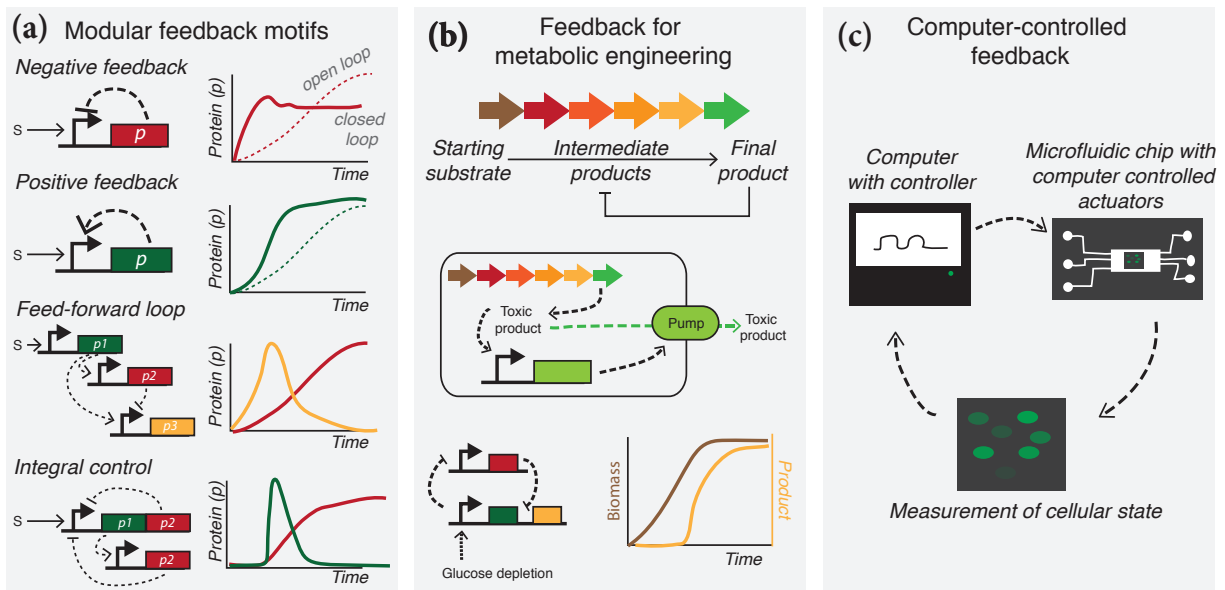 (a) Modular feedback motifs
Negative feedback
S
p
Protein (p)
open loop
closed
loop
Time
Positive feedback
S
p
Protein (p)
Time
Feed-forward loop
S
p1
p2
p3
Protein (p)
Time
Integral control
S
p1
p2
p2
Protein (p)
Time
(b) Feedback for
metabolic engineering
Starting
substrate
Intermediate
products
Final
product
Toxic
product
Pump
Toxic
product
Glucose depletion
Biomass
Product
Time
(c) Computer-controlled
feedback
Computer
with controller
Microfluidic chip with
computer controlled
actuators
Measurement of cellular state